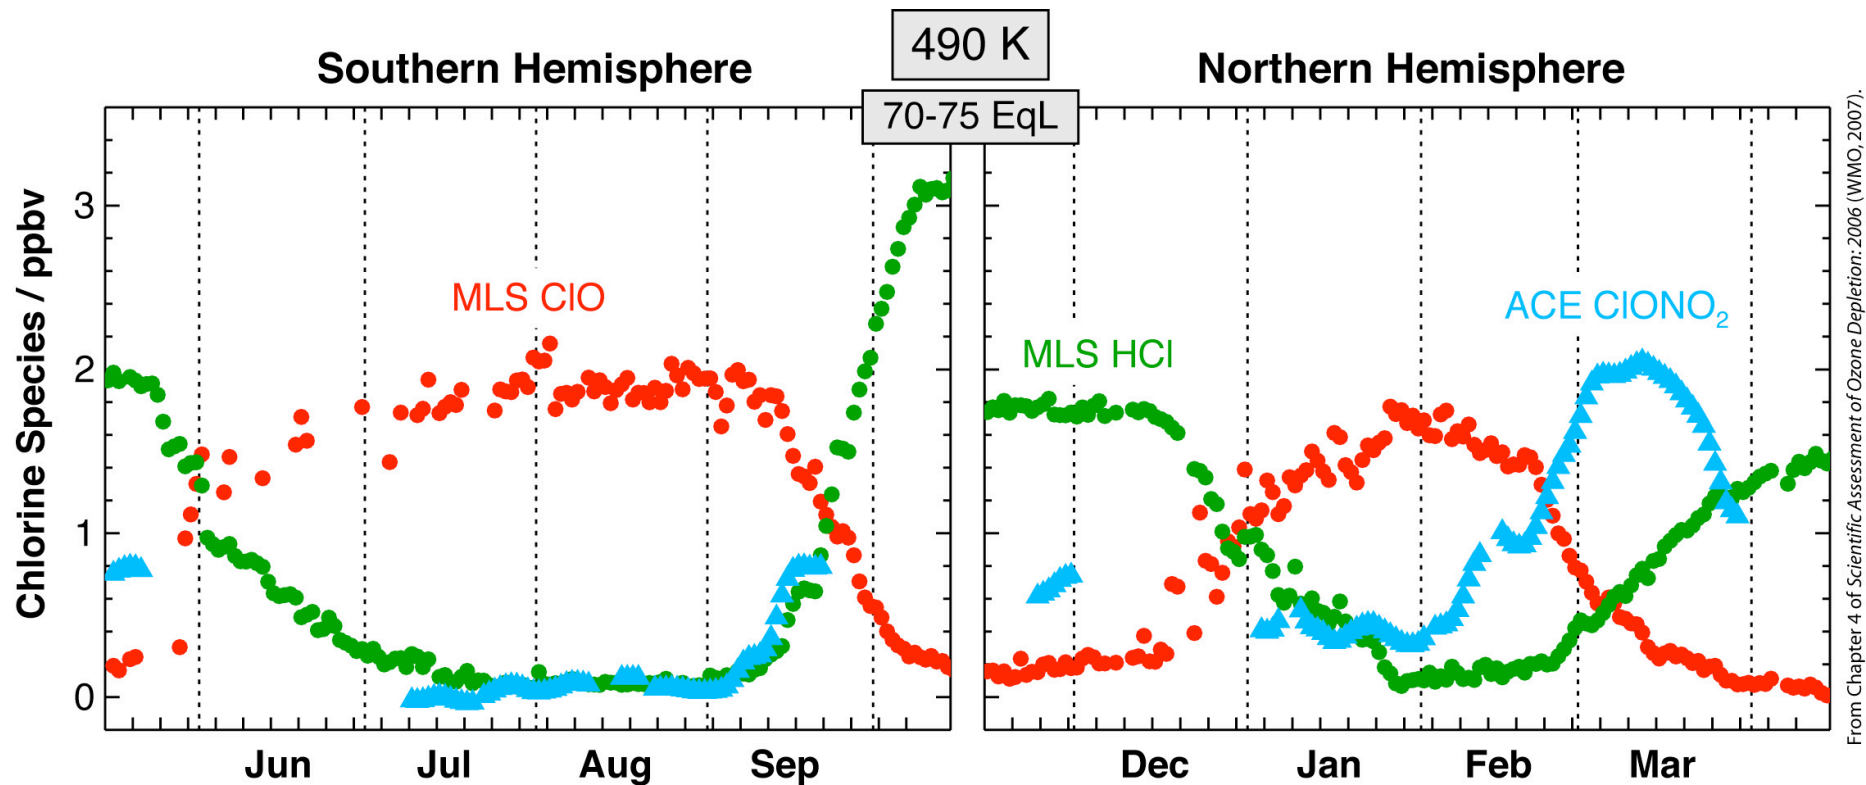 490 K
Southern Hemisphere
Northern Hemisphere
70-75 EqL
Chlorine Species / ppbv
3
2
1
0
MLS ClO
MLS HCl
ACE ClONO2
Jun Jul Aug Sep
Dec Jan Feb Mar
From Chapter 4 of Scientific Assessment of Ozone Depletion: 2006 (WMO, 2007).